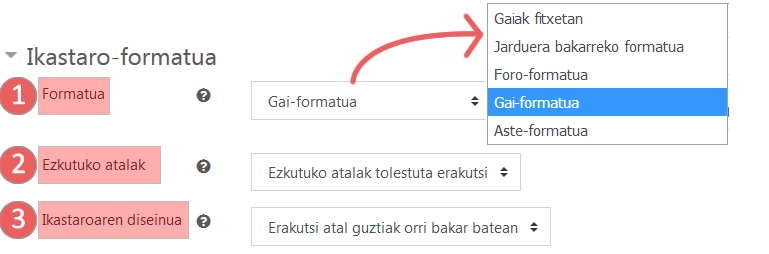 Ikastaro-formatua
1 Formatua
Gai-formatua
Gaiak fitxetan
Jarduera bakarreko formatua
Foro-formatua
Gai-formatua
Aste-formatua
2 Ezkutuko atalak
Ezkutuko atalak tolestuta erakutsi
3 Ikastaroaren diseinua
Erakutsi atal guztiak orri bakar batean